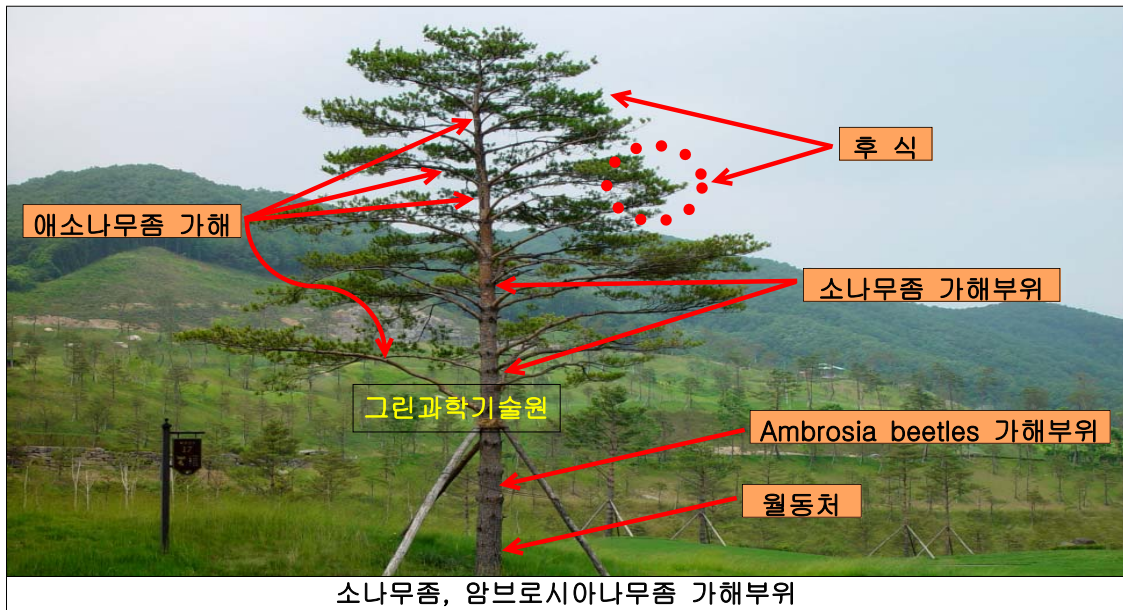 후 식
애소나무좀 가해
소나무좀 가해부위
그린과학기술원
Ambrosia beetles 가해부위
월동처
소나무좀, 암브로시아나무좀 가해부위